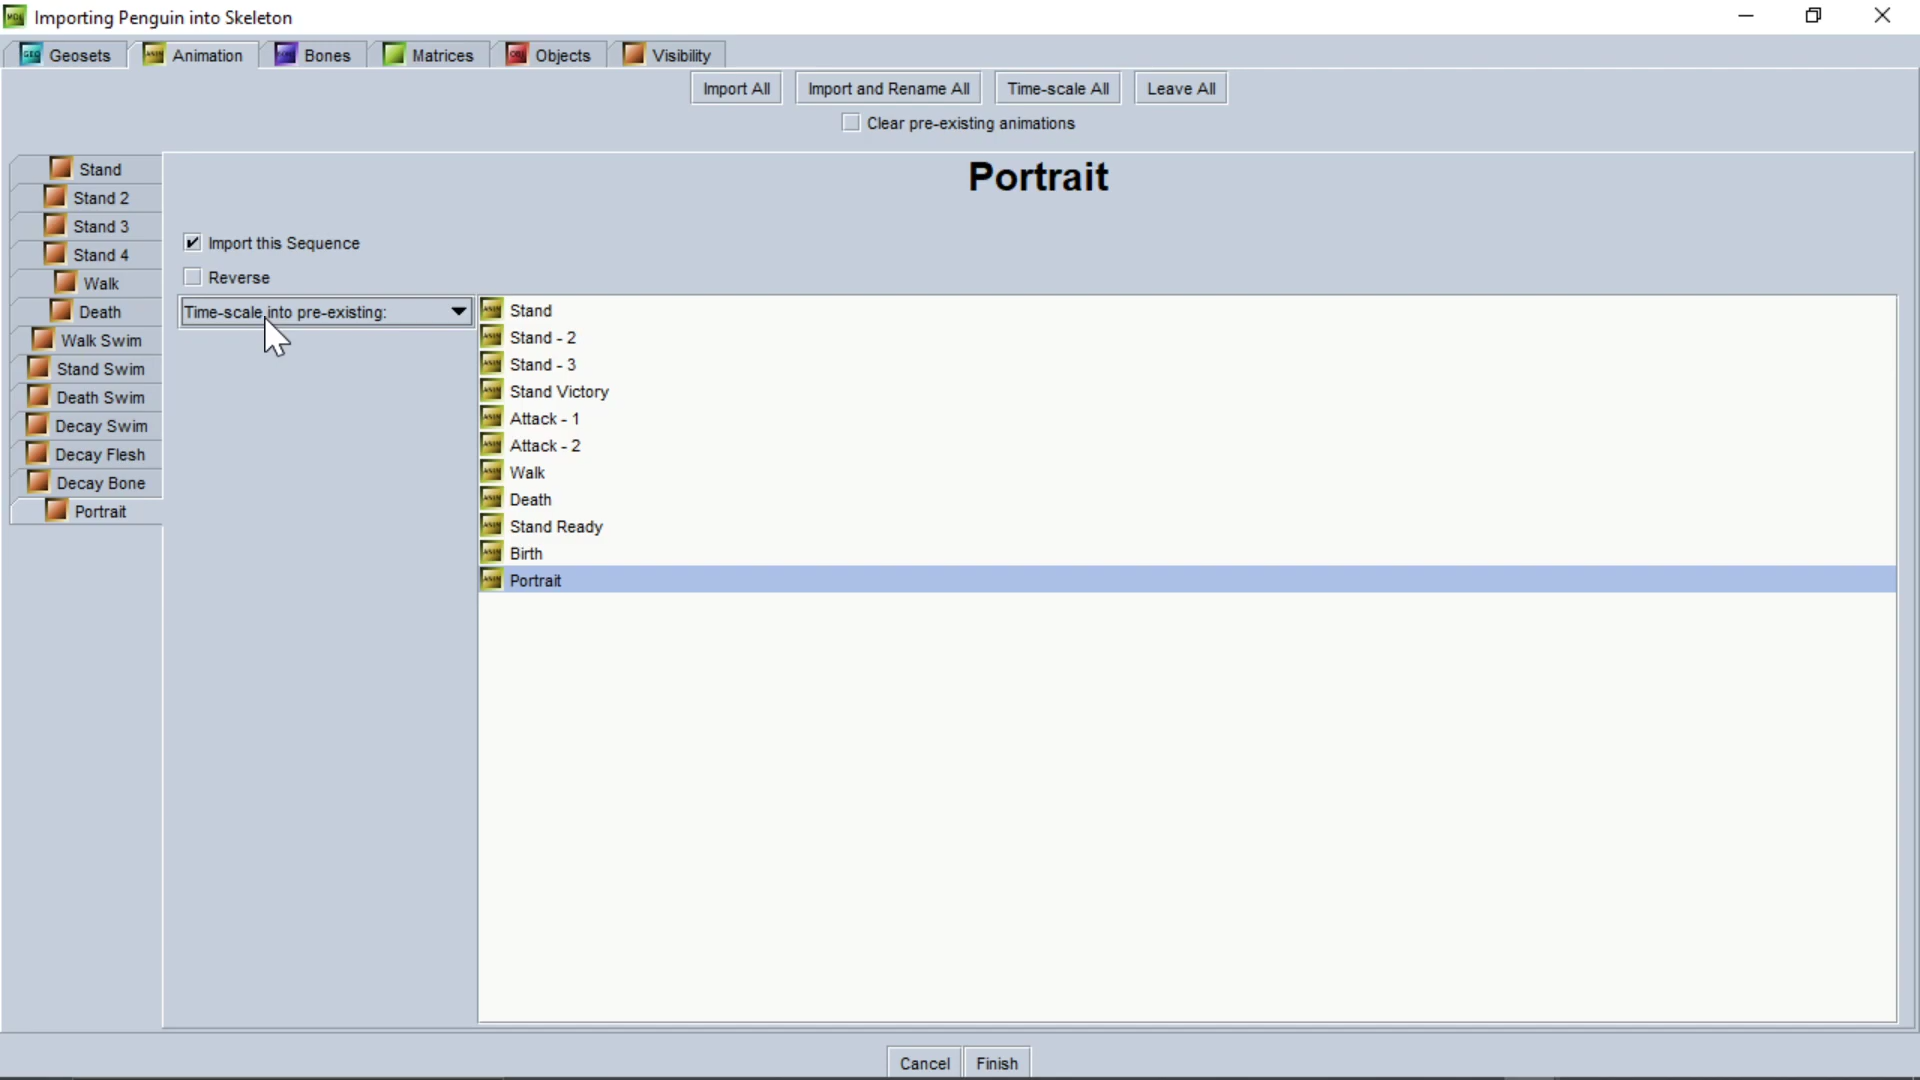 Importing Penguin into Skeleton
Geosets Animation Bones Matrices Objects Visibility
Import All Import and Rename All Time-scale All Leave All
Clear pre-existing animations
Portrait
Stand
Stand 2
Stand 3
Stand 4
Walk
Death
Walk Swim
Stand Swim
Death Swim
Decay Swim
Decay Flesh
Decay Bone
Portrait
Import this Sequence
Reverse
Time-scale into pre-existing:
Stand
Stand - 2
Stand - 3
Stand Victory
Attack - 1
Attack - 2
Walk
Death
Stand Ready
Birth
Portrait
Cancel Finish